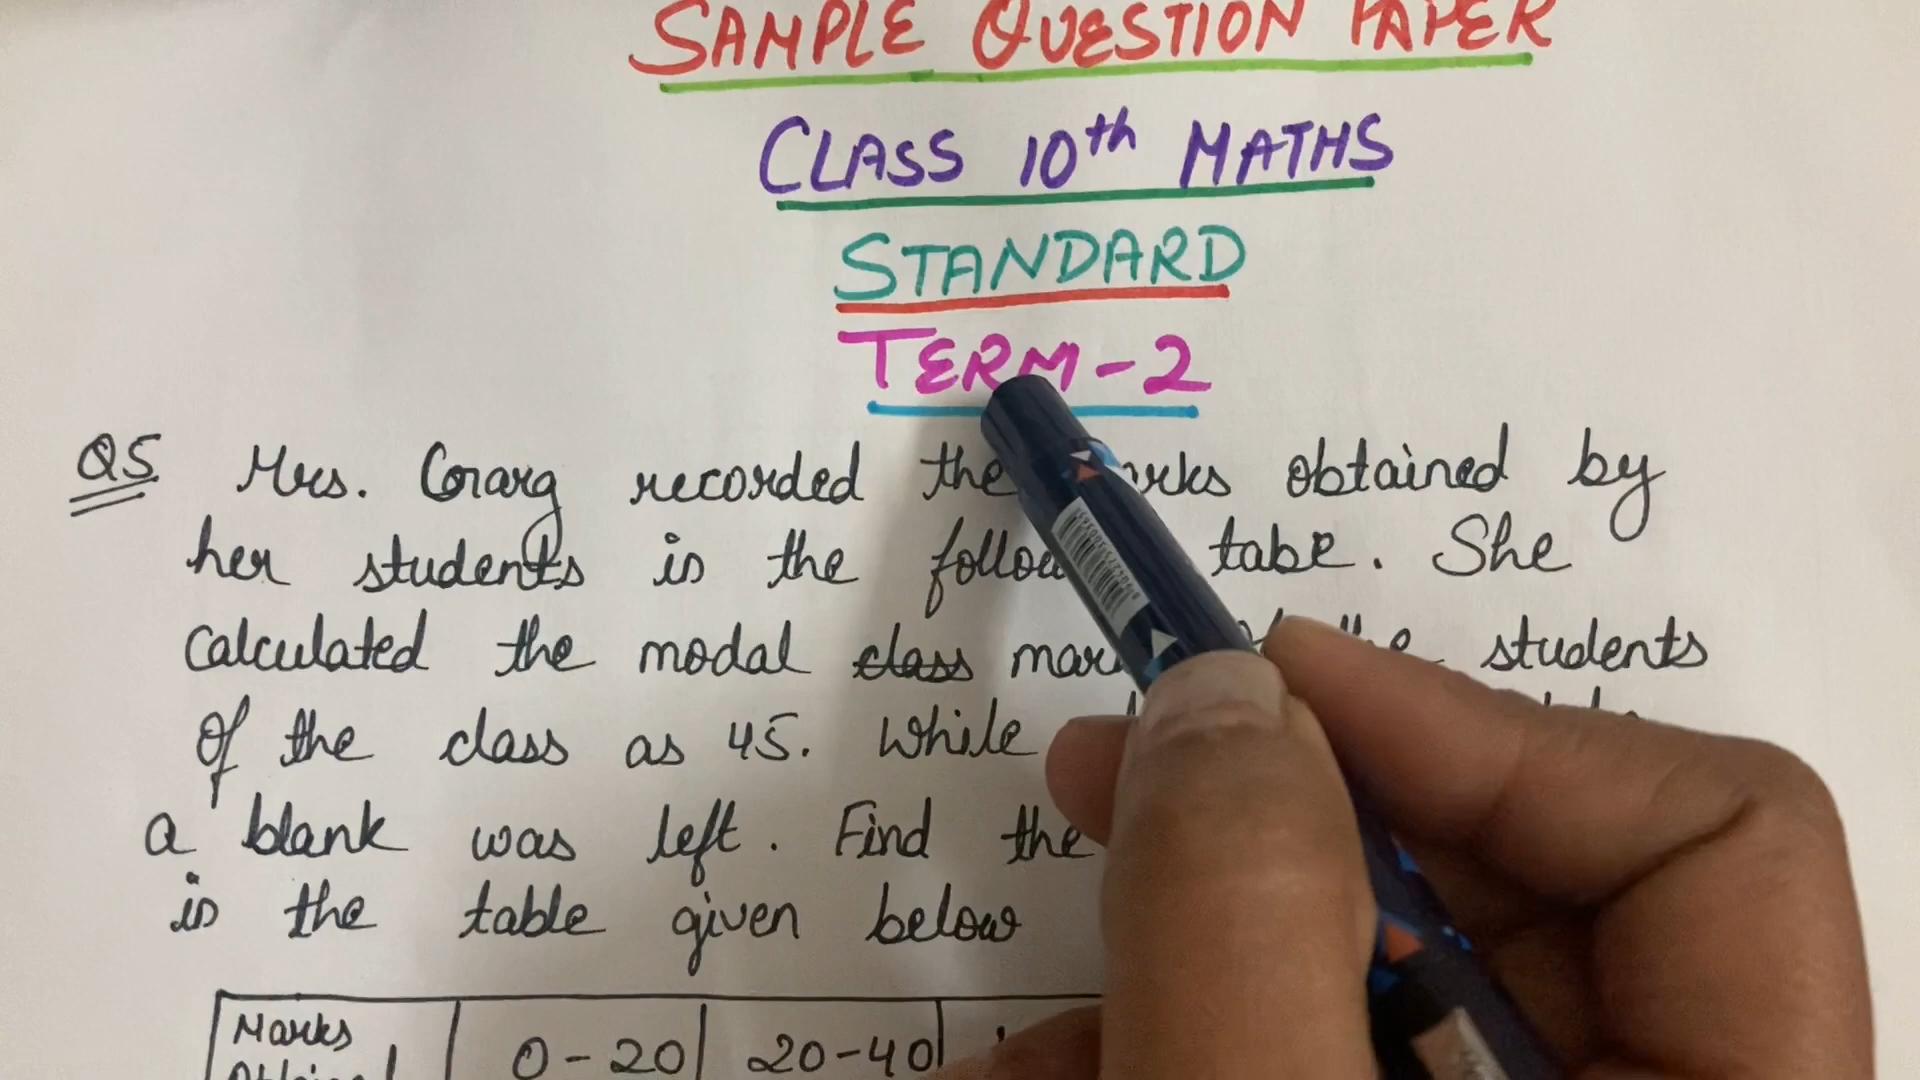 SAMPLE QUESTION PAPER
CLASS 10th MATHS
STANDARD
TERM-2
Q5 Mrs. Garg recorded the obtained by
her students in the table. She
calculated the modal class students
of the class as 45. While
a blank was left. Find the
in the table given below
Marks 0-20 20-40